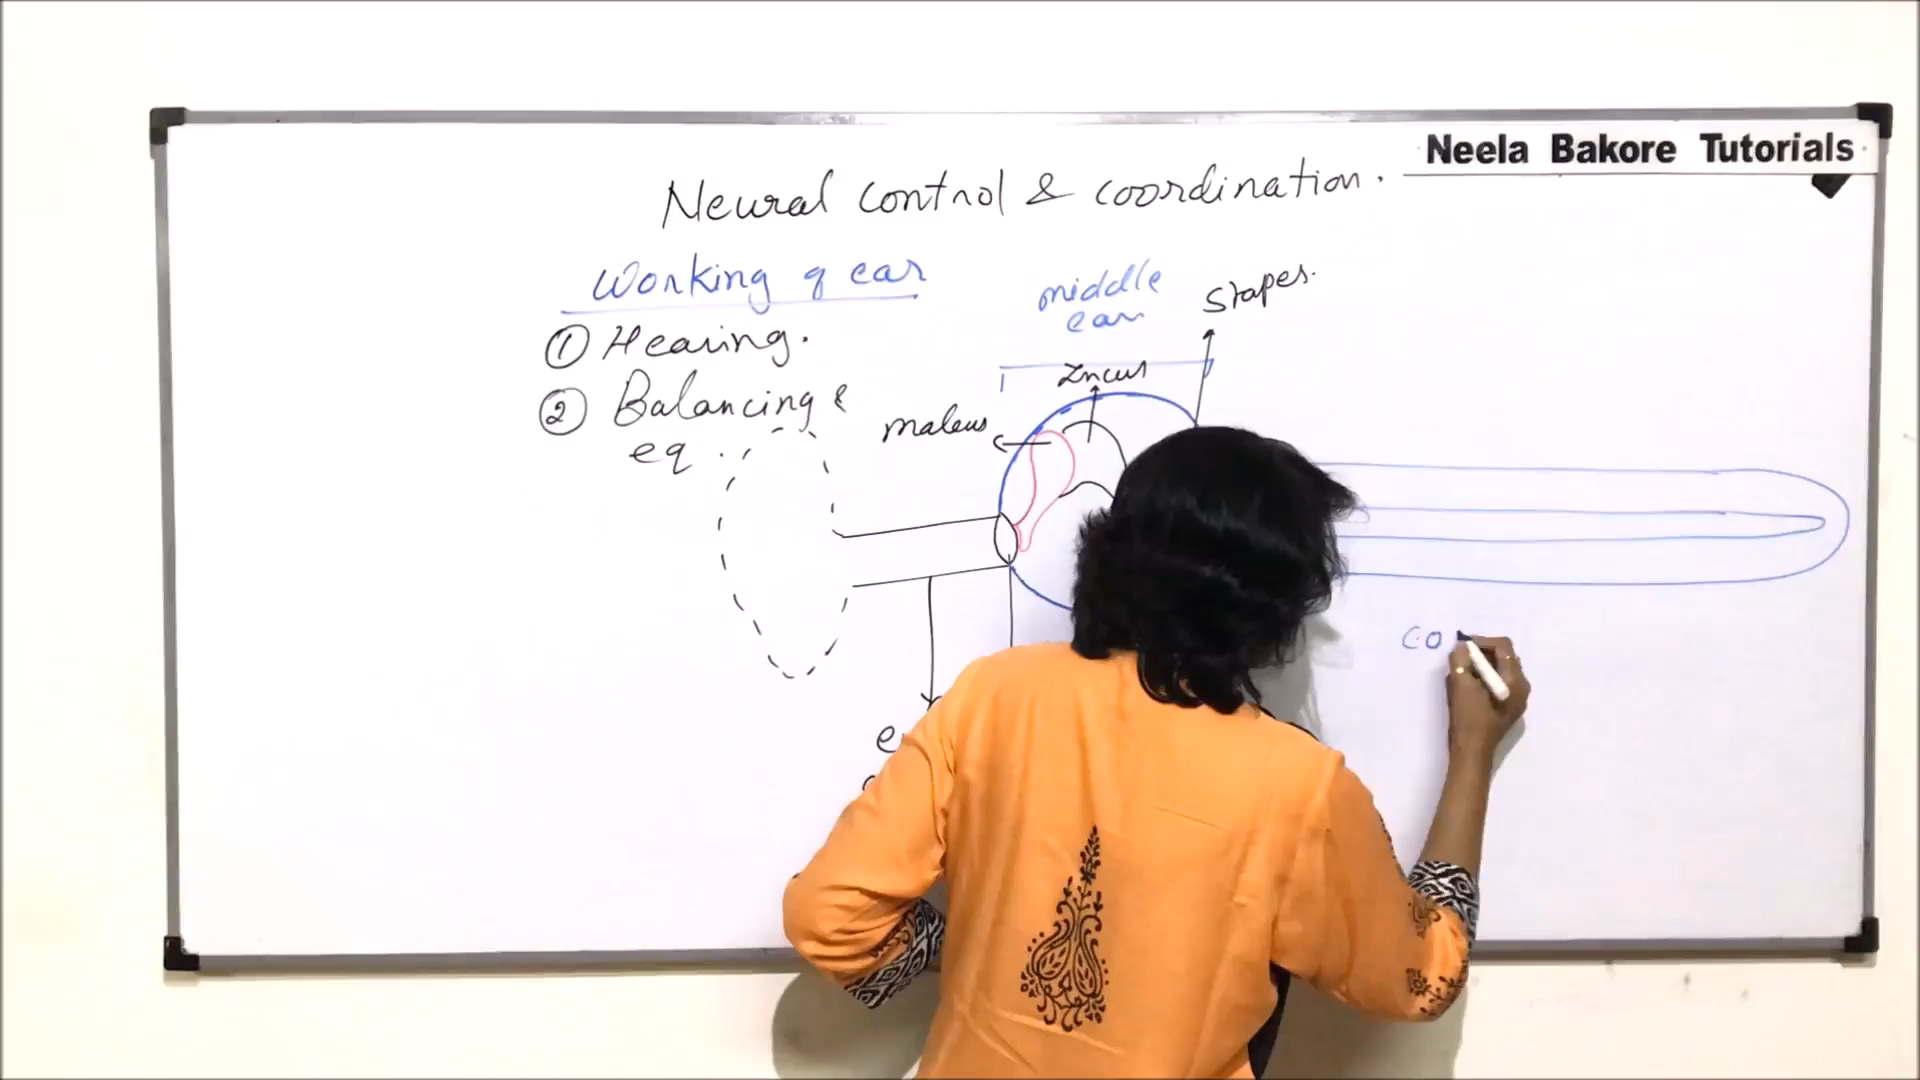 Neela Bakore Tutorials
Neural control & coordination.
Working of ear
① Hearing.
② Balancing &
eq.
middle
ear
Stapes.
Incus
maleus
co
e